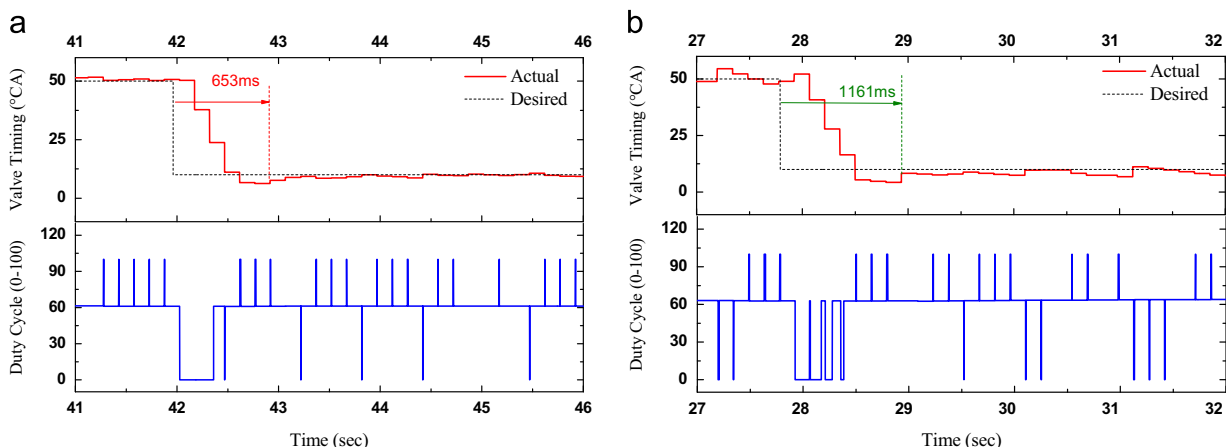 a
41 42 43 44 45 46
50
25
0
Valve Timing (°CA)
653ms
Actual
Desired
120
90
60
30
0
Duty Cycle (0-100)
41 42 43 44 45 46
Time (sec)
b
27 28 29 30 31 32
50
25
0
Valve Timing (°CA)
1161ms
Actual
Desired
120
90
60
30
0
Duty Cycle (0-100)
27 28 29 30 31 32
Time (sec)